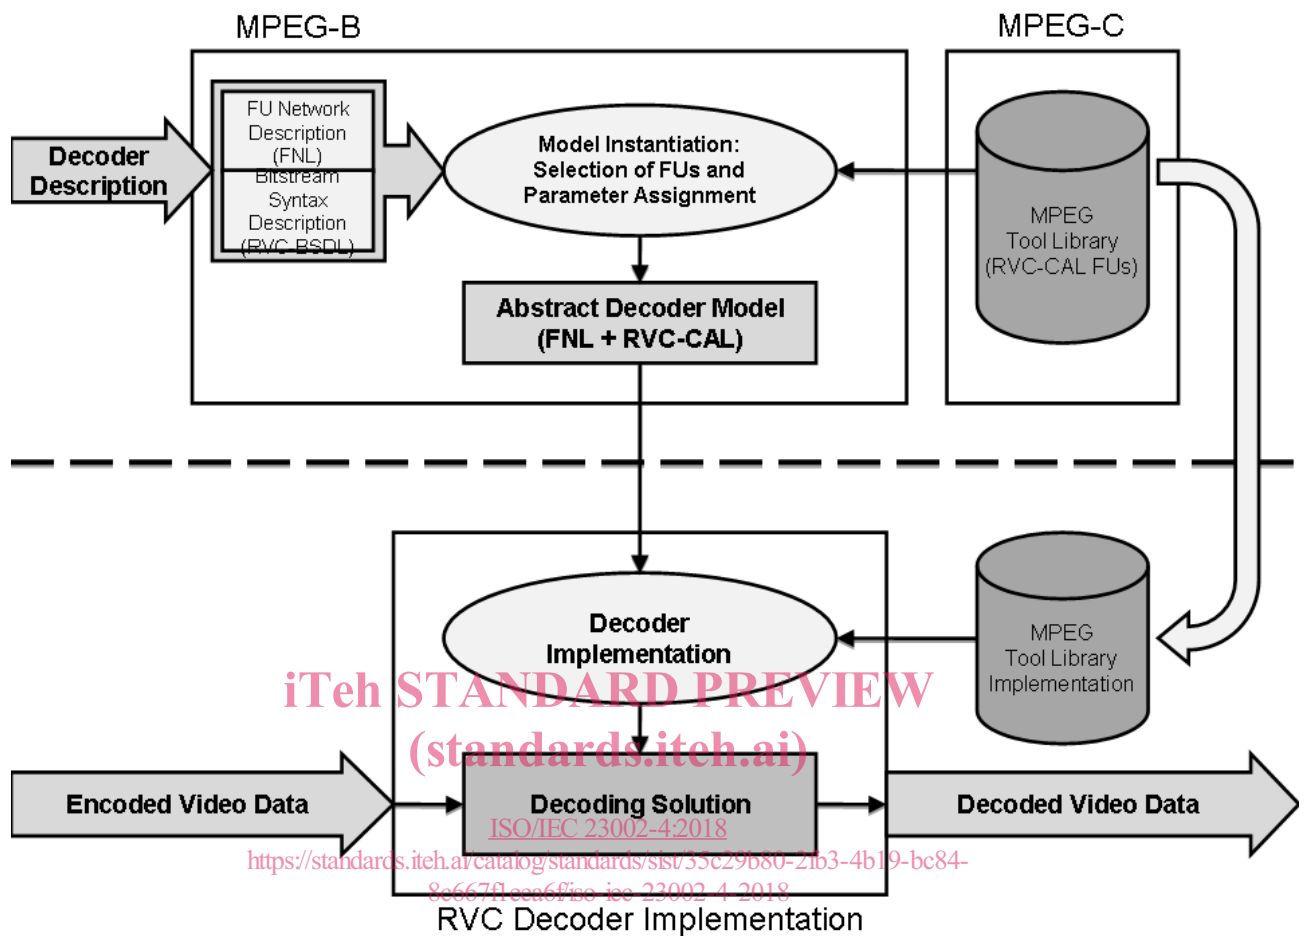 MPEG-B
MPEG-C
FU Network
Description
(FNL)
Bitstream
Syntax
Description
(RVC-BSDL)
Decoder
Description
Model Instantiation:
Selection of FUs and
Parameter Assignment
MPEG
Tool Library
(RVC-CAL FUs)
Abstract Decoder Model
(FNL + RVC-CAL)
Decoder
Implementation
MPEG
Tool Library
Implementation
iTeh STANDARD PREVIEW
(standards.iteh.ai)
Encoded Video Data
Decoding Solution
Decoded Video Data
ISO/IEC 23002-4:2018
https://standards.iteh.ai/catalog/standards/sist/35c29b80-2fb3-4b19-bc84-
8e667f1eea6f/iso-iec-23002-4-2018
RVC Decoder Implementation